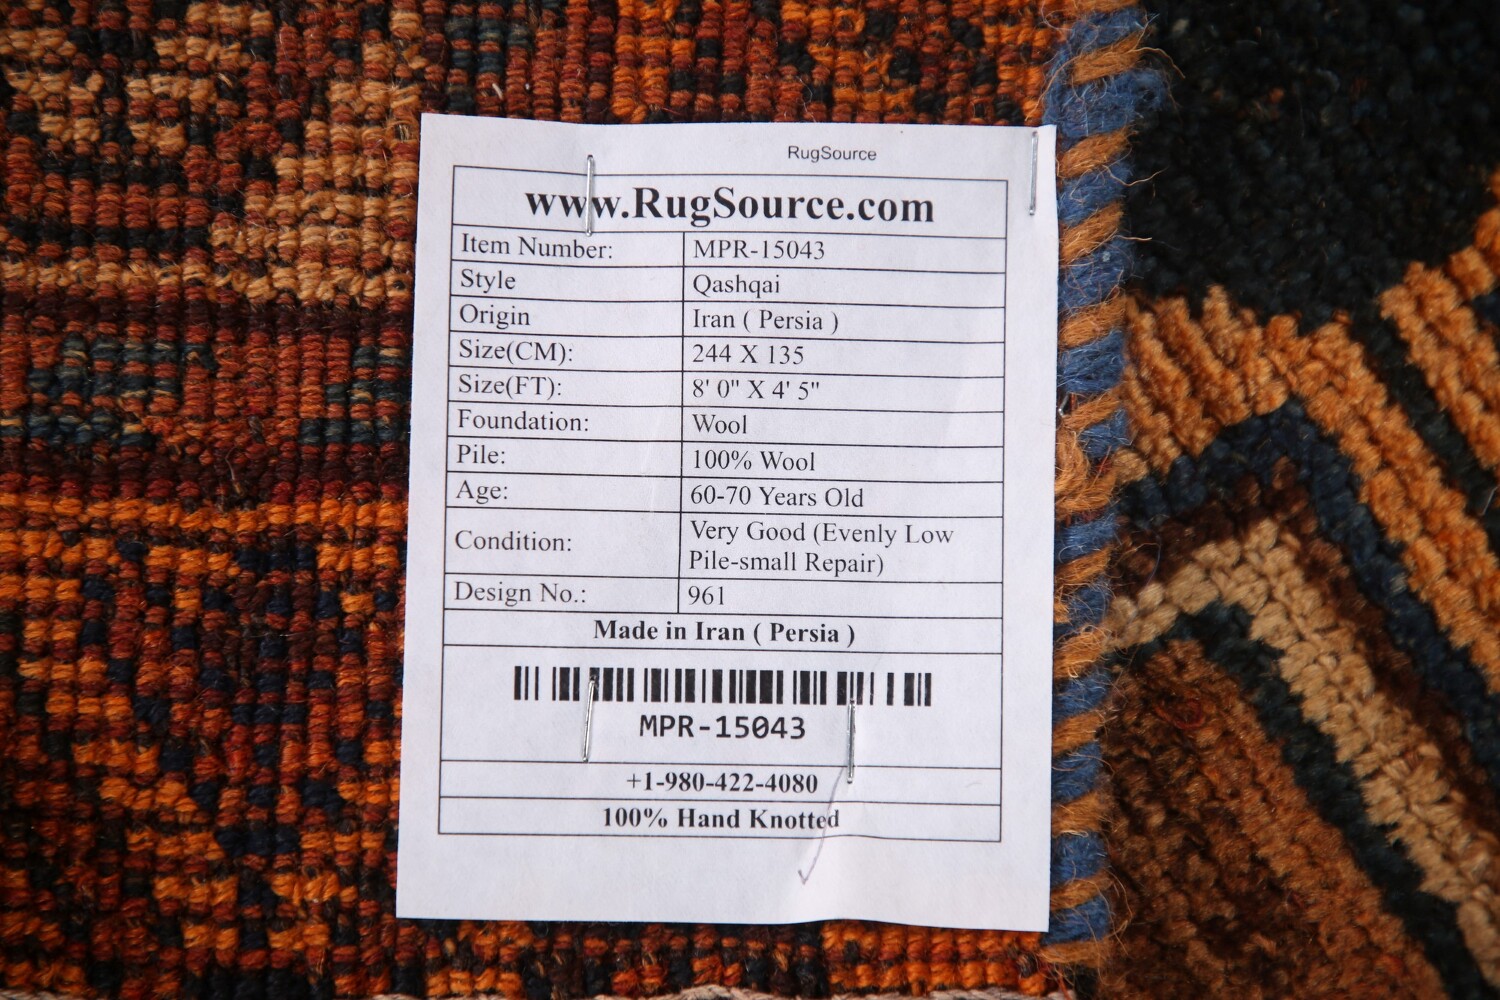 RugSource
www.RugSource.com
Item Number: MPR-15043
Style Qashqai
Origin Iran ( Persia )
Size(CM): 244 X 135
Size(FT): 8' 0" X 4' 5"
Foundation: Wool
Pile: 100% Wool
Age: 60-70 Years Old
Condition: Very Good (Evenly Low
Pile-small Repair)
Design No.: 961
Made in Iran ( Persia )
MPR-15043
+1-980-422-4080
100% Hand Knotted